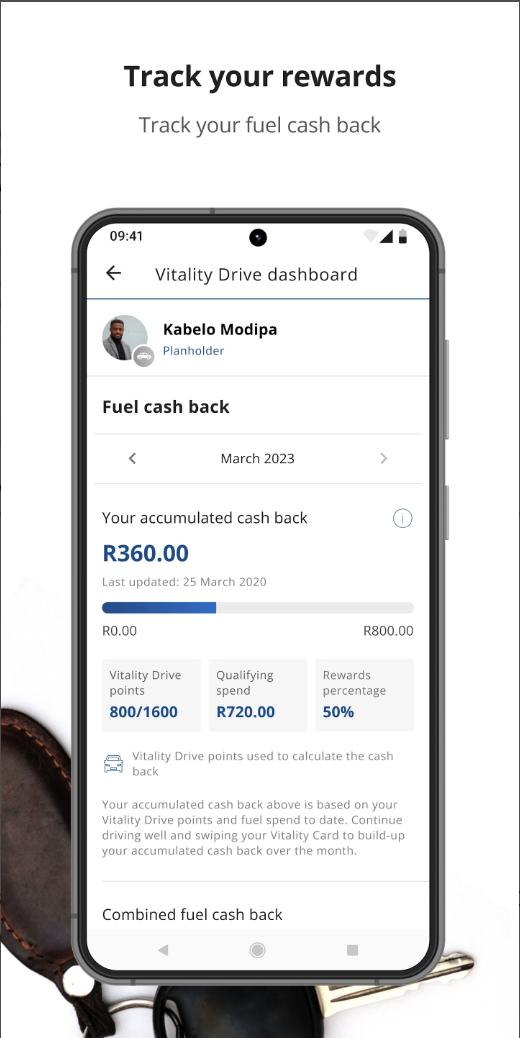 Track your rewards
Track your fuel cash back
09:41
Vitality Drive dashboard
Kabelo Modipa
Planholder
Fuel cash back
March 2023
Your accumulated cash back
R360.00
Last updated: 25 March 2020
R0.00 R800.00
Vitality Drive points
800/1600
Qualifying spend
R720.00
Rewards percentage
50%
Vitality Drive points used to calculate the cash
back
Your accumulated cash back above is based on your
Vitality Drive points and fuel spend to date. Continue
driving well and swiping your Vitality Card to build-up
your accumulated cash back over the month.
Combined fuel cash back